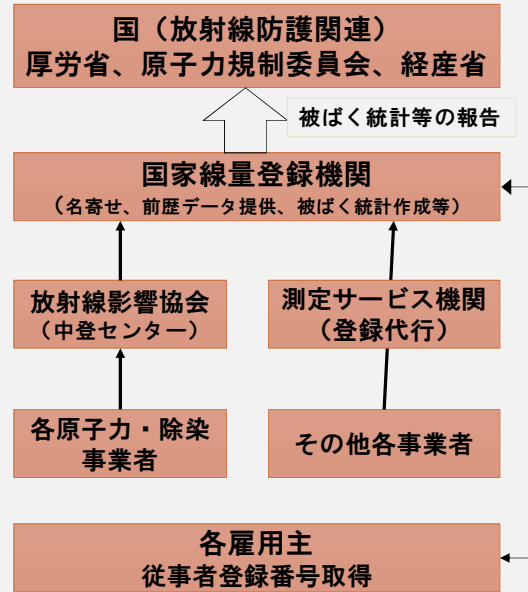 国（放射線防護関連）
厚労省、原子力規制委員会、経産省
被ばく統計等の報告
国家線量登録機関
（名寄せ、前歴データ提供、被ばく統計作成等）
放射線影響協会
（中登センター）
測定サービス機関
（登録代行）
各原子力・除染
事業者
その他各事業者
各雇用主
従事者登録番号取得